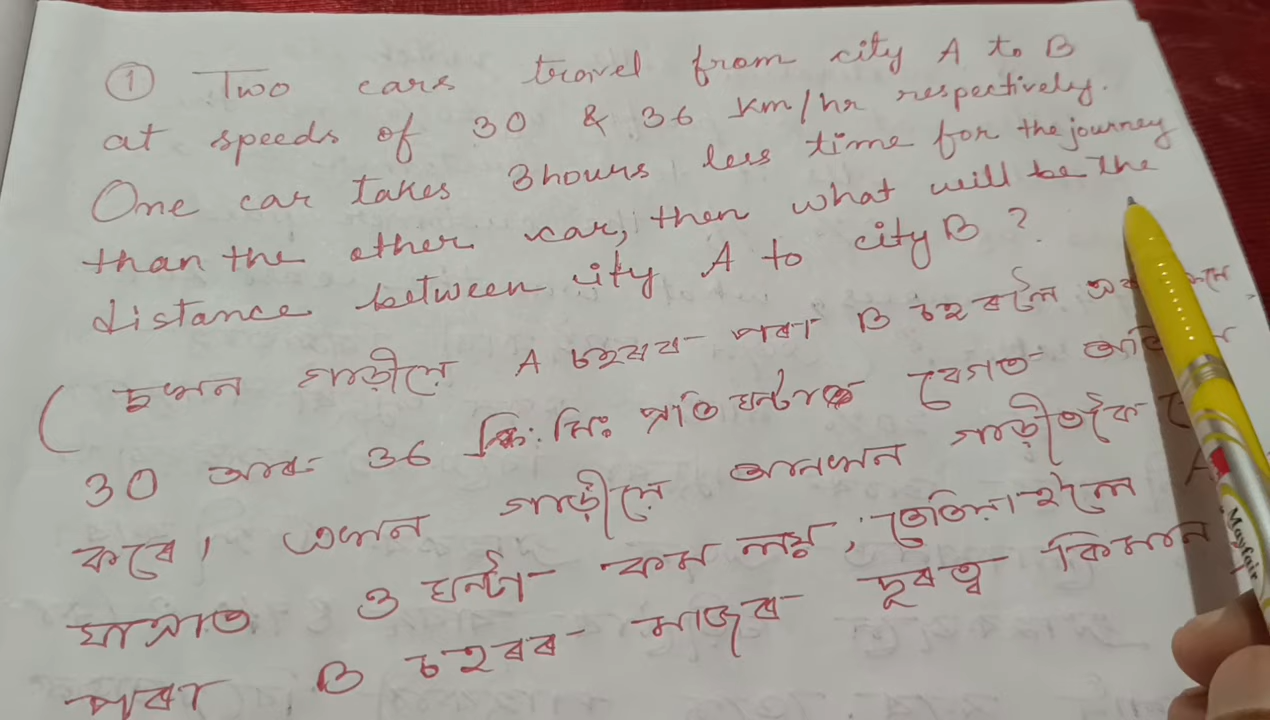 ① Two cars travel from city A to B
at speeds of 30 & 36 km/hr respectively.
One car takes 3hours less time for the journey
than the other car, then what will be the
distance between city A to city B ?
( দুখন গাড়ীয়ে A চহৰৰ পৰা B চহৰলৈ
30 আৰু 36 কি: মি: প্ৰতি ঘন্টাত বেগত
কৰে। এখন গাড়ীয়ে আনখন গাড়ীতকৈ
যাত্ৰাত 3 ঘন্টা কম লয়, তেতিয়াহ'লে A
পৰা B চহৰৰ মাজৰ দূৰত্ব কিমান
Mayfair